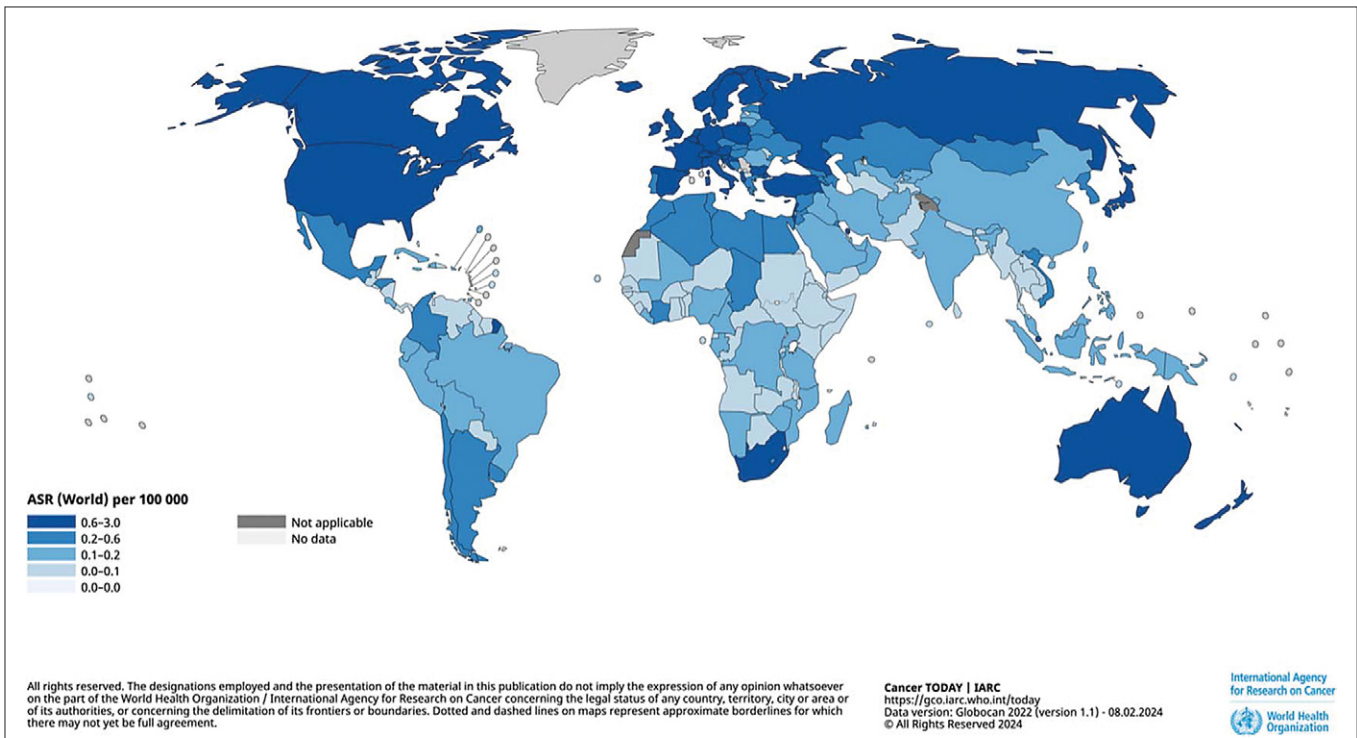 ASR (World) per 100 000
0.6–3.0
0.2–0.6
0.1–0.2
0.0–0.1
0.0–0.0
Not applicable
No data
All rights reserved. The designations employed and the presentation of the material in this publication do not imply the expression of any opinion whatsoever
on the part of the World Health Organization / International Agency for Research on Cancer concerning the legal status of any country, territory, city or area or
of its authorities, or concerning the delimitation of its frontiers or boundaries. Dotted and dashed lines on maps represent approximate borderlines for which
there may not yet be full agreement.
Cancer TODAY | IARC
https://gco.iarc.who.int/today
Data version: Globocan 2022 (version 1.1) - 08.02.2024
© All Rights Reserved 2024
International Agency
for Research on Cancer
World Health
Organization